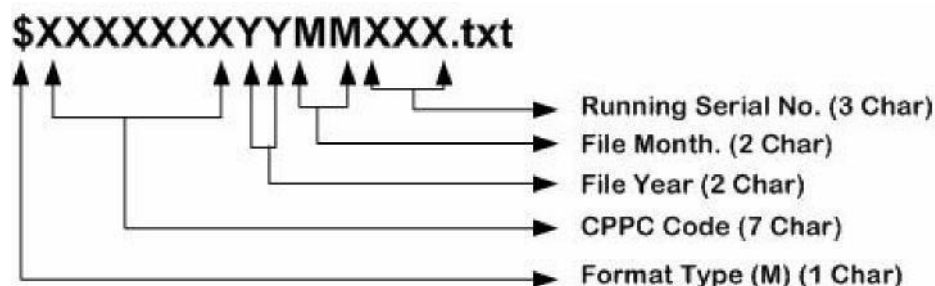 $XXXXXXXYYMMXXX.txt
Running Serial No. (3 Char)
File Month. (2 Char)
File Year (2 Char)
CPPC Code (7 Char)
Format Type (M) (1 Char)